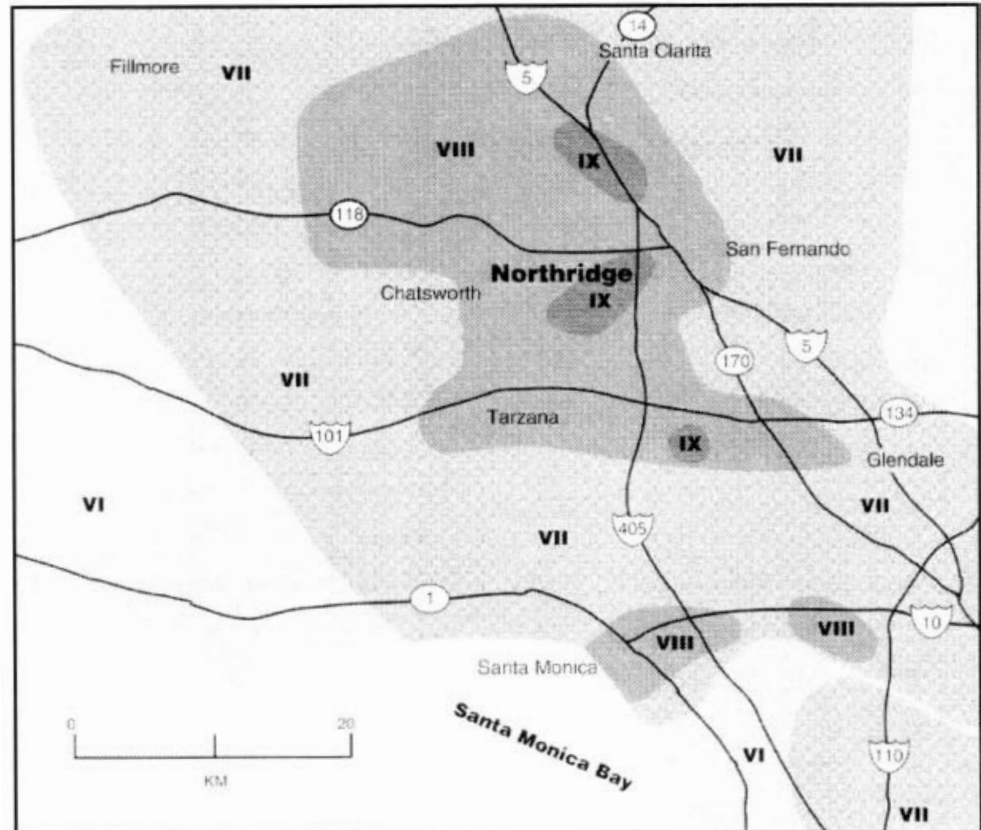 14
Santa Clarita
Fillmore
VII
5
VIII
IX
VII
118
San Fernando
Northridge
Chatsworth
IX
5
170
VII
134
Tarzana
101
IX
Glendale
VI
VII
405
VII
1
10
VIII
VIII
Santa Monica
Santa Monica Bay
0
20
KM
VI
110
VII